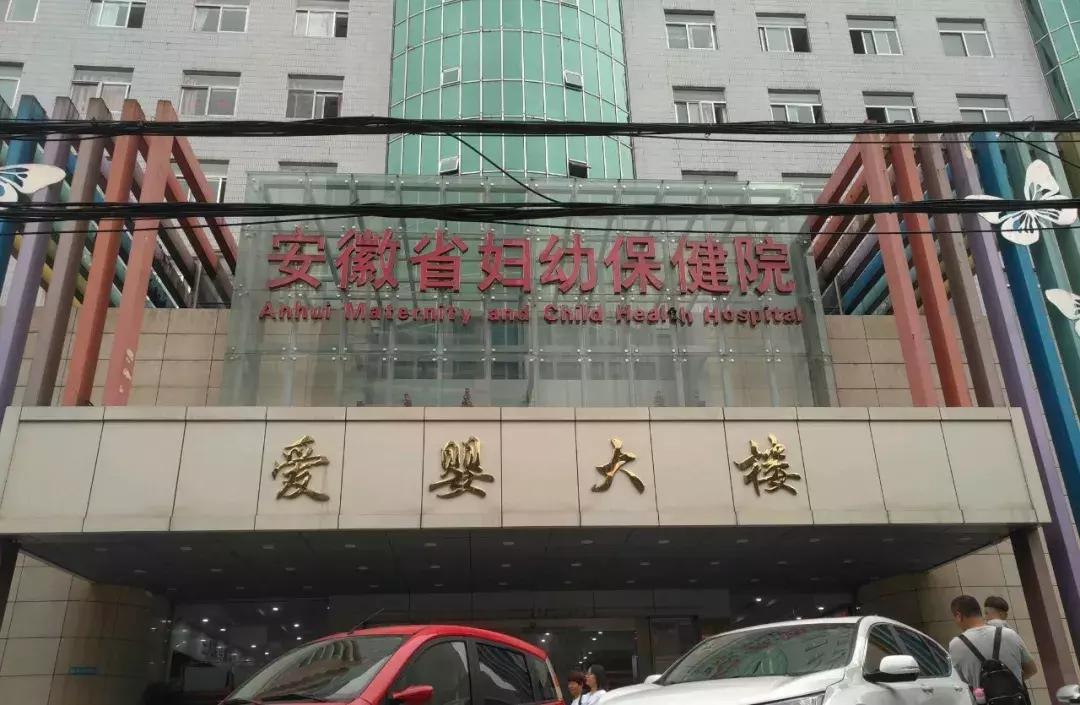 安徽省妇幼保健院
Anhui Maternity and Child Health Hospital
爱婴大楼